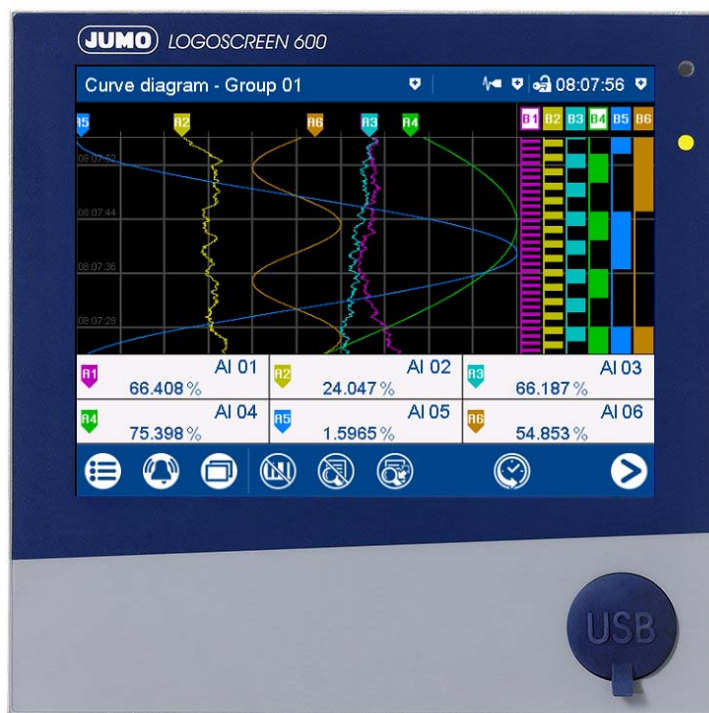 JUMO LOGOSCREEN 600
Curve diagram - Group 01 08:07:56
A5 A2 A6 A3 A4 B1 B2 B3 B4 B5 B6
08:07:52
08:07:44
08:07:36
08:07:28
A1 AI 01 66.408 % A2 AI 02 24.047 % A3 AI 03 66.187 %
A4 AI 04 75.398 % A5 AI 05 1.5965 % A6 AI 06 54.853 %
USB